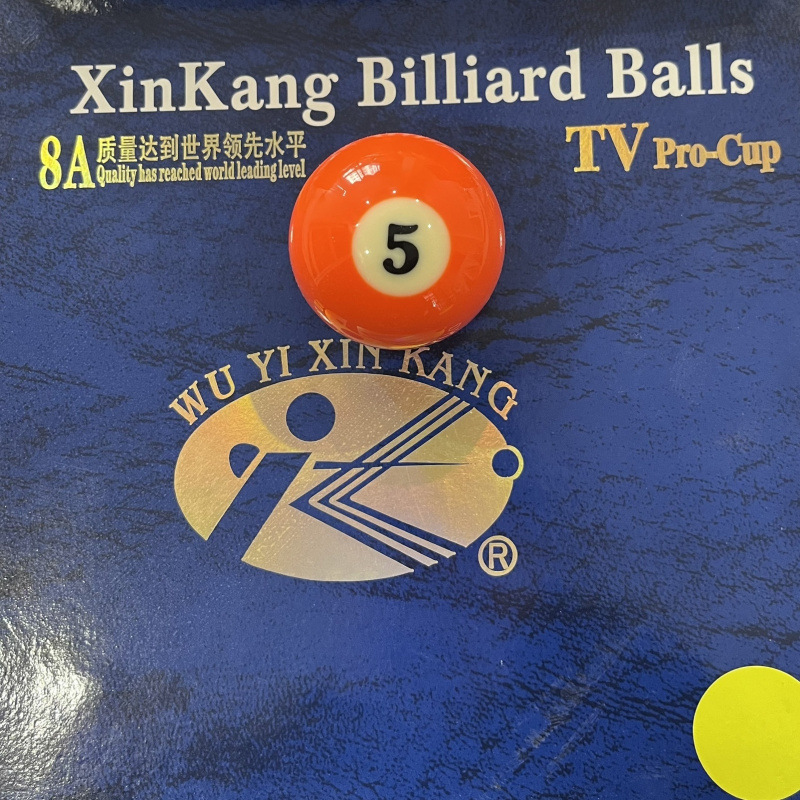 XinKang Billiard Balls
8A 质量达到世界领先水平
Quality has reached world leading level
TV Pro-Cup
5
WU YI XIN KANG
®